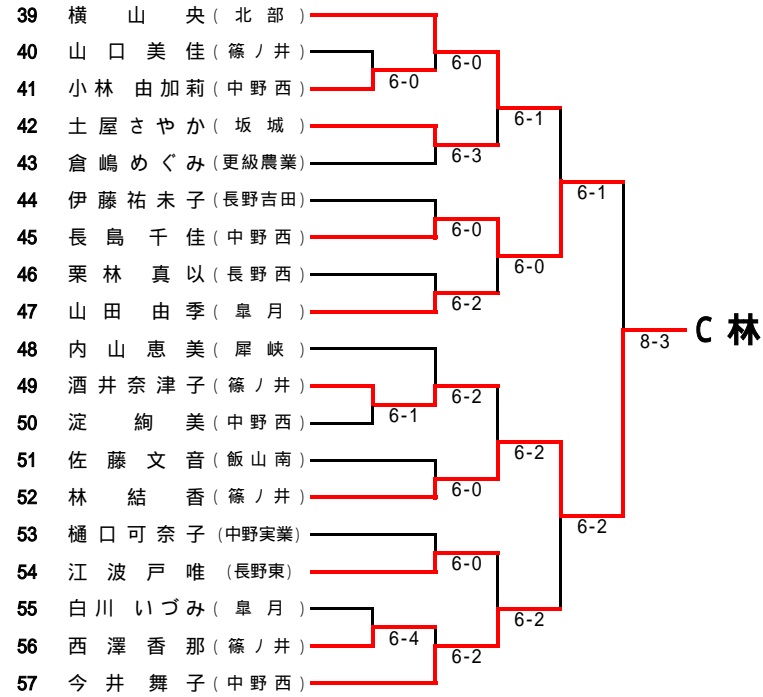 39 横山 央 (北部)
6-0
40 山口美佳 (篠ノ井)
6-0
41 小林 由加莉 (中野西)
6-1
42 土屋さやか (坂城)
6-3
43 倉嶋めぐみ (更級農業)
6-1
44 伊藤祐未子 (長野吉田)
6-0
45 長島千佳 (中野西)
6-0
46 栗林 真以 (長野西)
6-2
47 山田 由季 (皐月)
8-3 C 林
48 内山恵美 (犀峡)
49 酒井奈津子 (篠ノ井)
6-2
6-1
50 淀 絢美 (中野西)
6-2
51 佐藤文音 (飯山南)
6-0
52 林 結香 (篠ノ井)
6-2
53 樋口可奈子 (中野実業)
6-0
54 江波戸唯 (長野東)
6-2
55 白川 いづみ (皐月)
6-4
56 西澤香那 (篠ノ井)
6-2
57 今井舞子 (中野西)